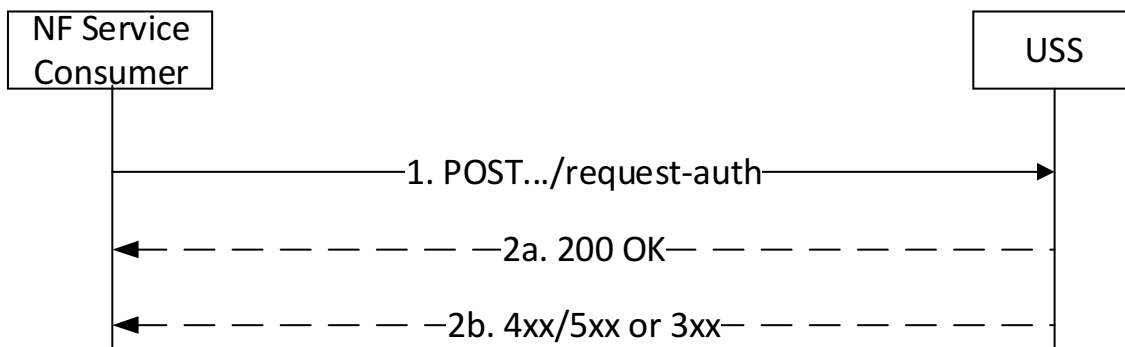 NF Service
Consumer
USS
1. POST.../request-auth
2a. 200 OK
2b. 4xx/5xx or 3xx